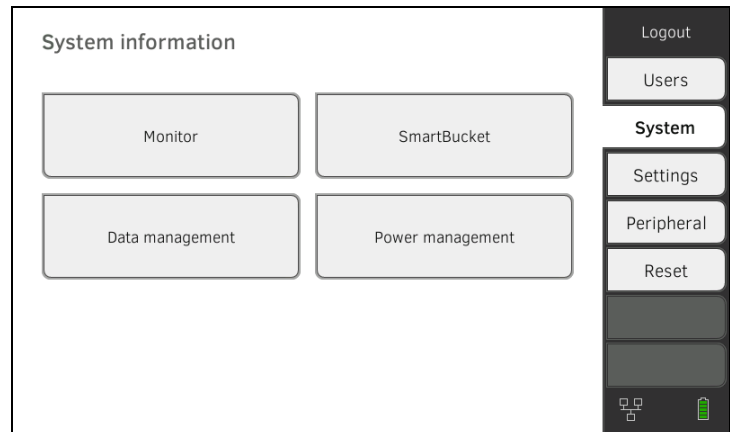 System information
Monitor
SmartBucket
Data management
Power management
Logout
Users
System
Settings
Peripheral
Reset